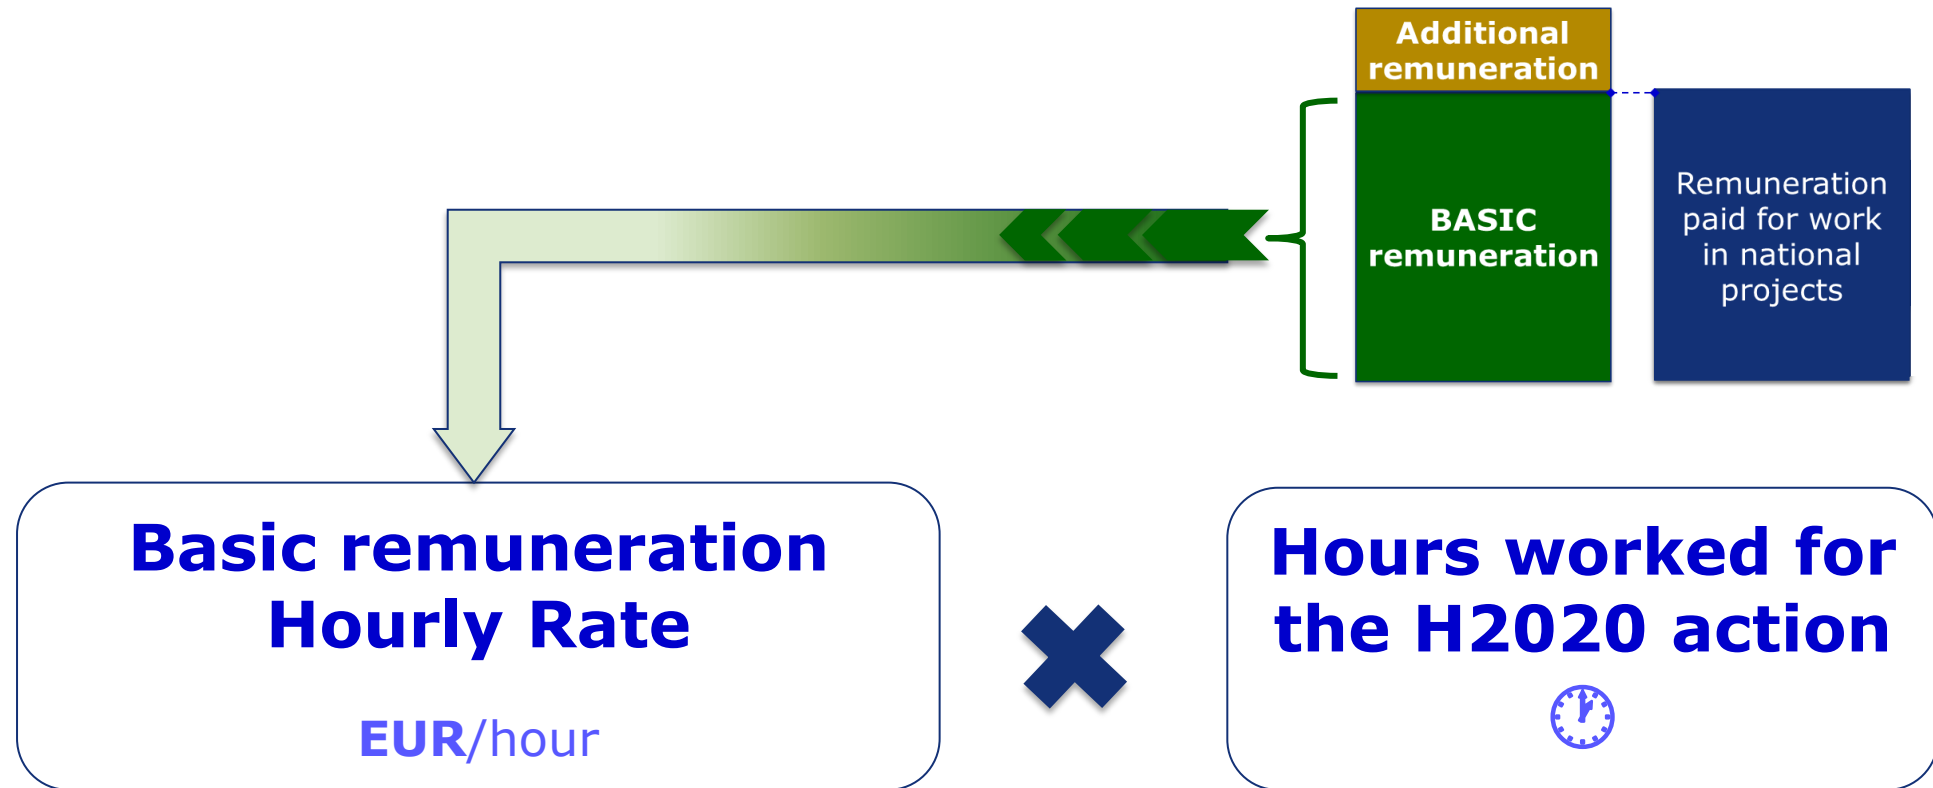 Additional
remuneration
BASIC
remuneration
Remuneration
paid for work
in national
projects
Basic remuneration
Hourly Rate
EUR/hour
Hours worked for
the H2020 action